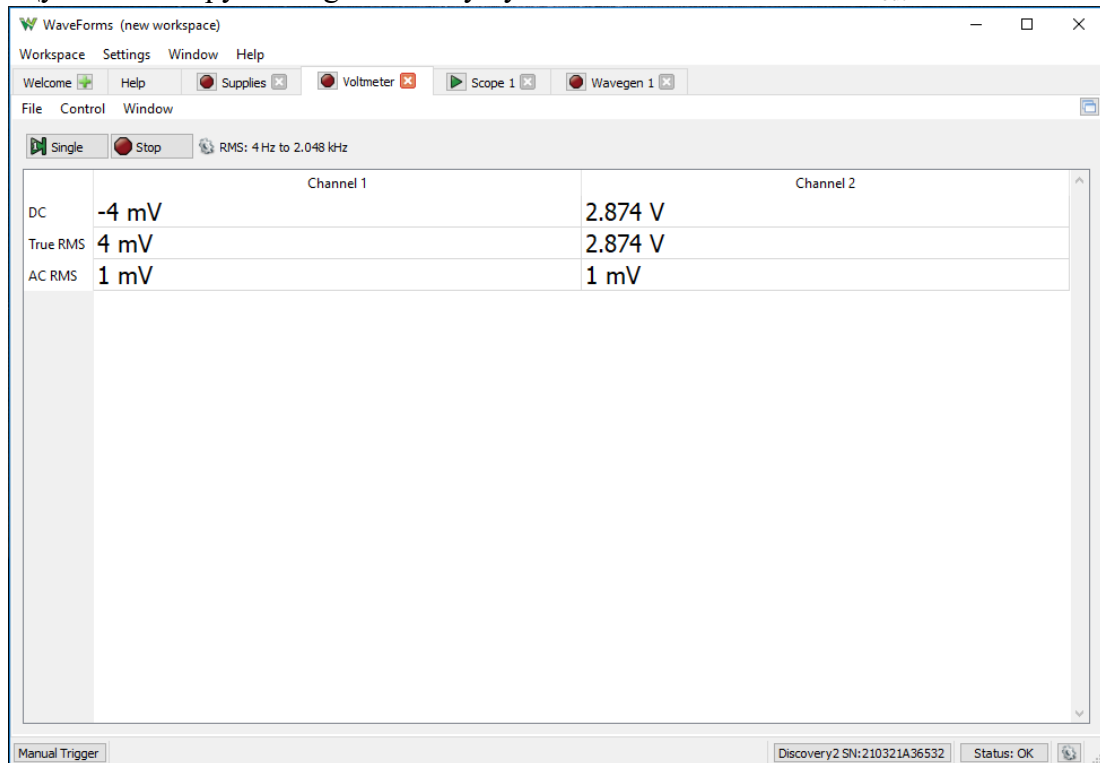 WaveForms (new workspace)
Workspace Settings Window Help
Welcome Help Supplies Voltmeter Scope 1 Wavegen 1
File Control Window
Single Stop RMS: 4 Hz to 2.048 kHz
Channel 1 Channel 2
DC -4 mV 2.874 V
True RMS 4 mV 2.874 V
AC RMS 1 mV 1 mV
Manual Trigger Discovery2 SN:210321A36532 Status: OK